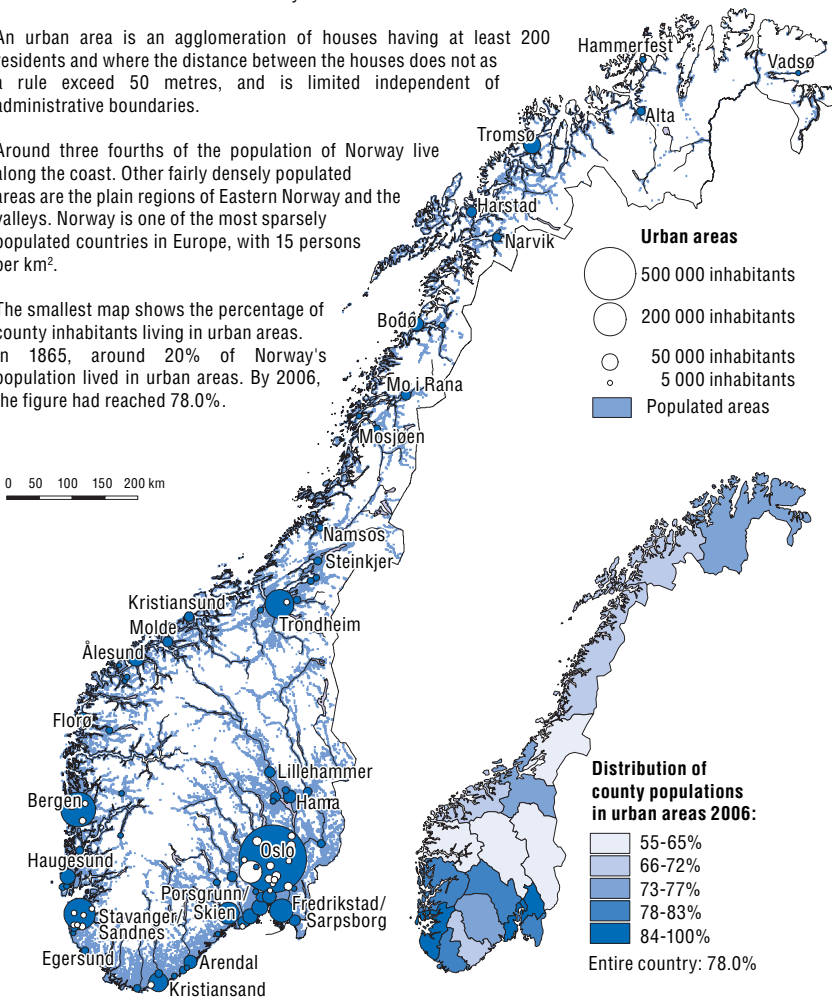 An urban area is an agglomeration of houses having at least 200
residents and where the distance between the houses does not as
a rule exceed 50 metres, and is limited independent of
administrative boundaries.
Around three fourths of the population of Norway live
along the coast. Other fairly densely populated
areas are the plain regions of Eastern Norway and the
valleys. Norway is one of the most sparsely
populated countries in Europe, with 15 persons
per km².
The smallest map shows the percentage of
county inhabitants living in urban areas.
In 1865, around 20% of Norway's
population lived in urban areas. By 2006,
the figure had reached 78.0%.
0 50 100 150 200 km
Hammerfest
Vadsø
Alta
Tromsø
Harstad
Narvik
Bodø
Mo i Rana
Mosjøen
Namsos
Steinkjer
Kristiansund
Trondheim
Molde
Ålesund
Florø
Lillehammer
Bergen
Hamar
Oslo
Haugesund
Porsgrunn/
Skien
Fredrikstad/
Sarpsborg
Stavanger/
Sandnes
Egersund
Arendal
Kristiansand
Urban areas
500 000 inhabitants
200 000 inhabitants
50 000 inhabitants
5 000 inhabitants
Populated areas
Distribution of
county populations
in urban areas 2006:
55-65%
66-72%
73-77%
78-83%
84-100%
Entire country: 78.0%